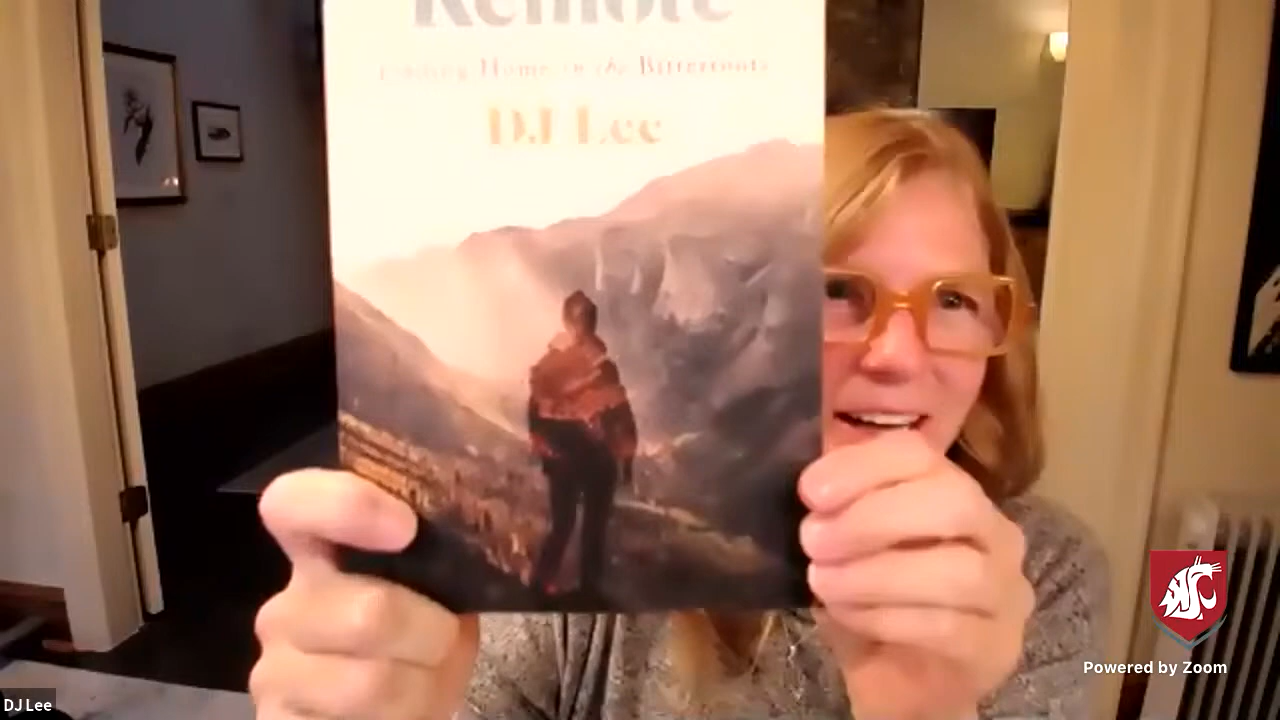 Remote
Finding Home in the Bitterroots
DJ Lee
Powered by Zoom
DJ Lee